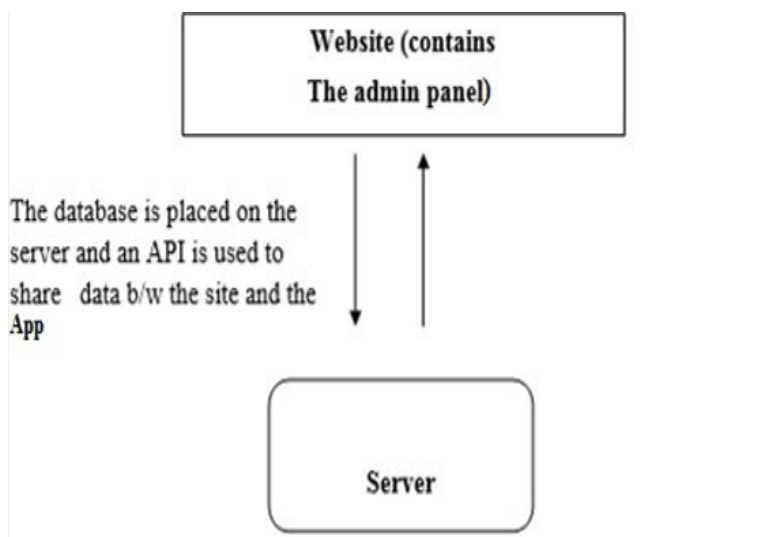 Website (contains
The admin panel)
The database is placed on the
server and an API is used to
share data b/w the site and the
App
Server